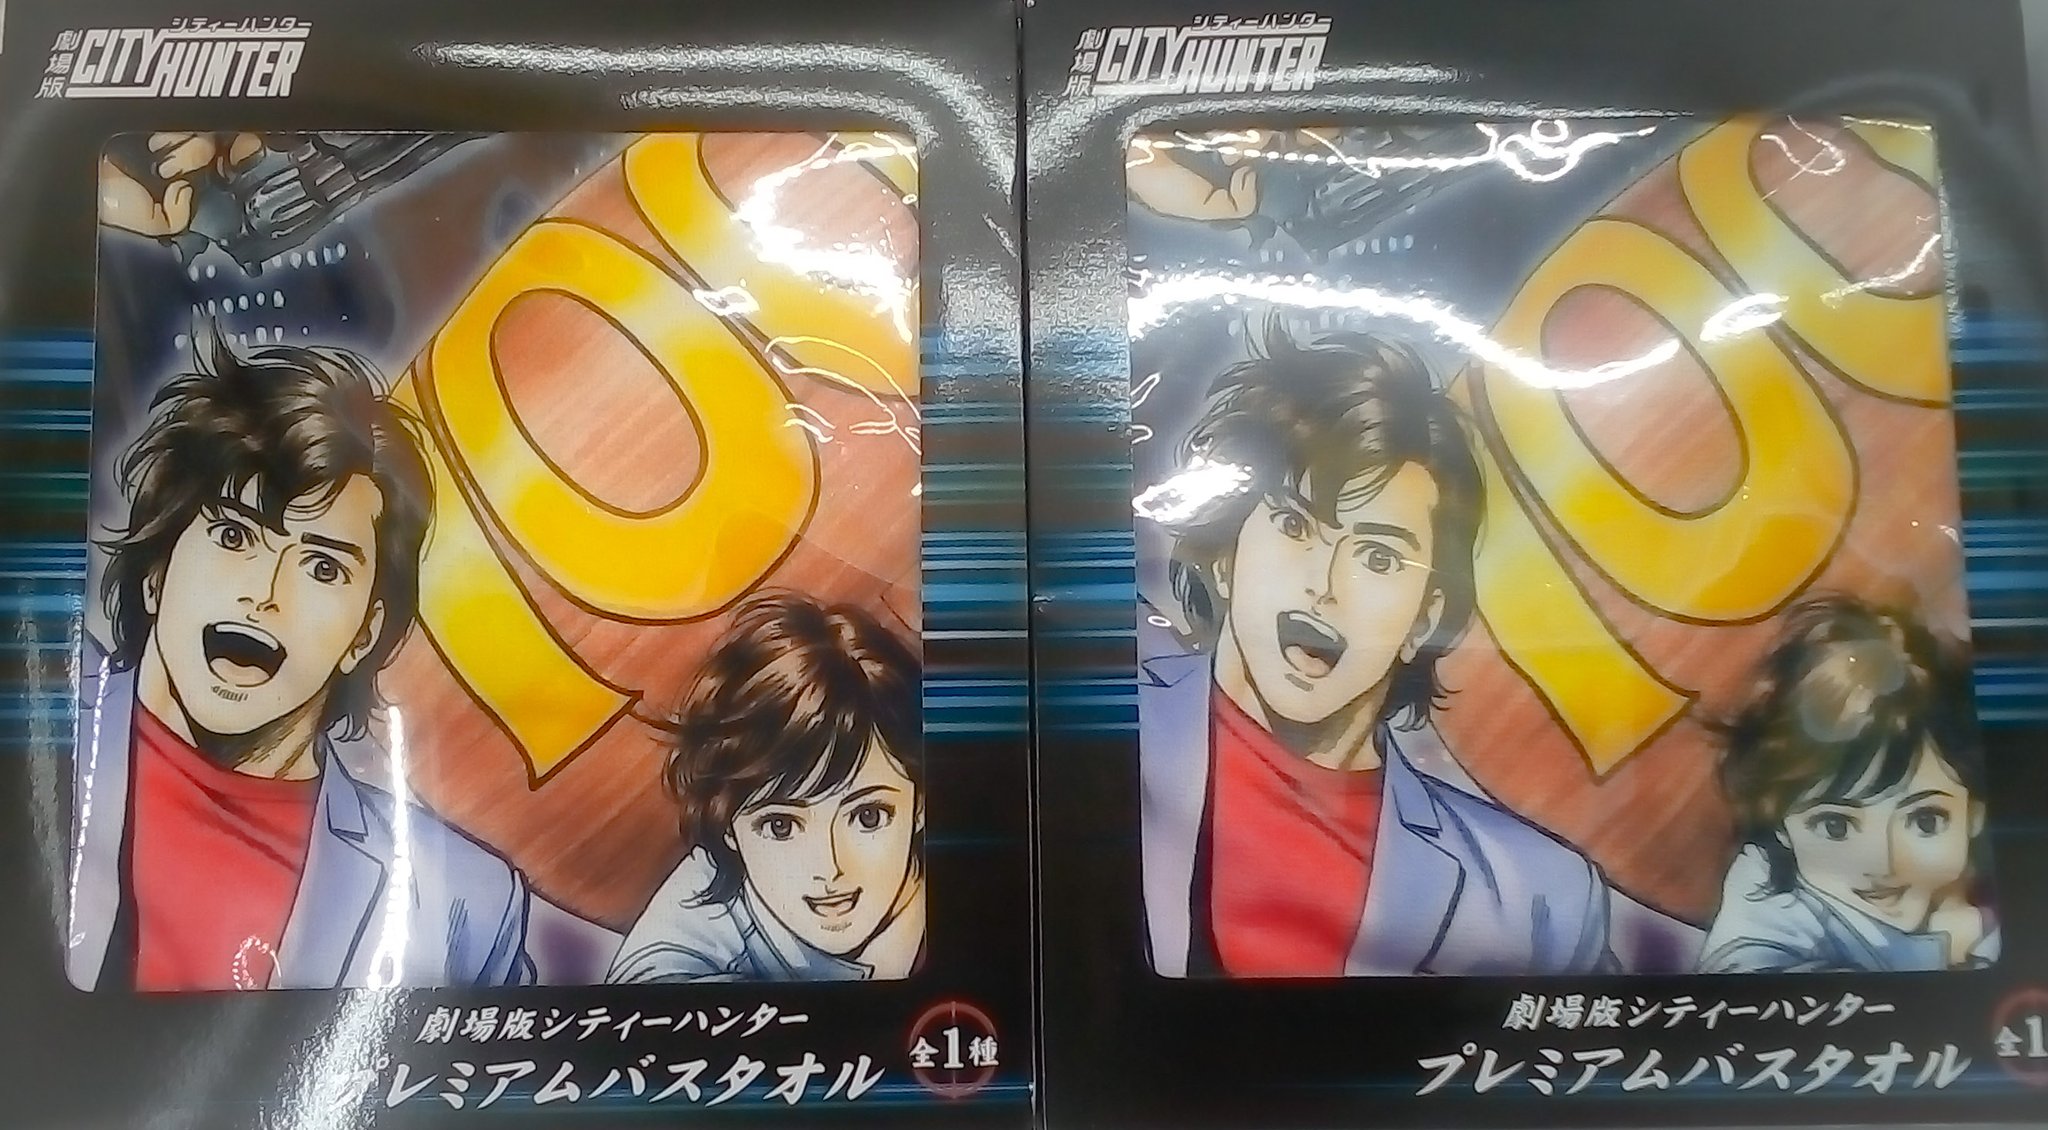 シティーハンター
劇場版
CITY HUNTER
劇場版シティーハンター
プレミアムバスタオル
全1種
シティーハンター
劇場版
CITY HUNTER
劇場版シティーハンター
プレミアムバスタオル
全1